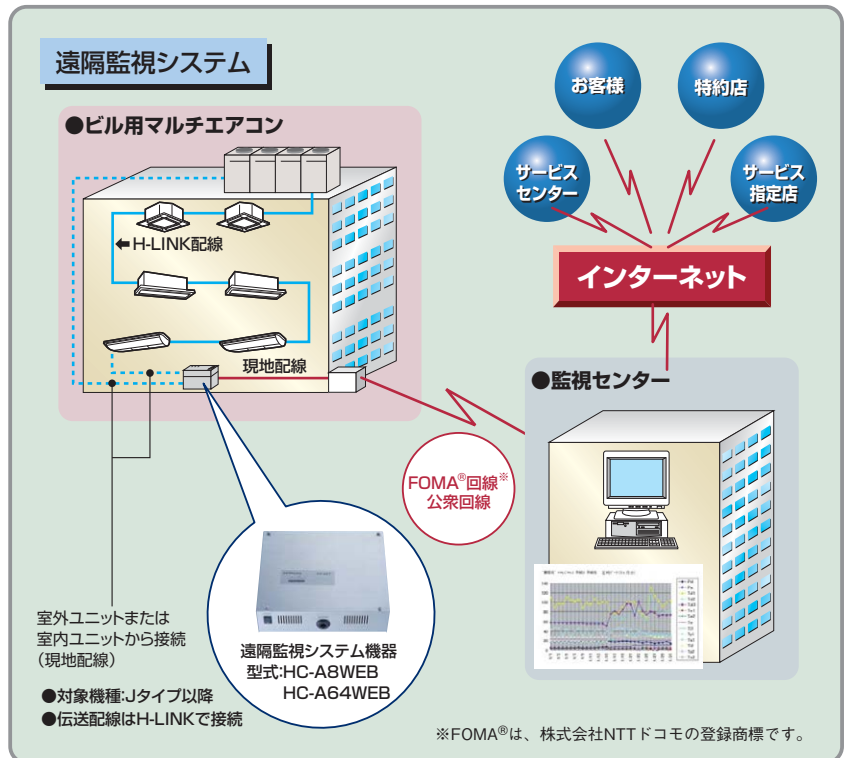 遠隔監視システム
●ビル用マルチエアコン
H-LINK配線
現地配線
お客様
特約店
サービス
センター
サービス
指定店
インターネット
●監視センター
FOMA®回線※
公衆回線
室外ユニットまたは
室内ユニットから接続
（現地配線）
遠隔監視システム機器
型式:HC-A8WEB
HC-A64WEB
●対象機種:Jタイプ以降
●伝送配線はH-LINKで接続
※FOMA®は、株式会社NTTドコモの登録商標です。